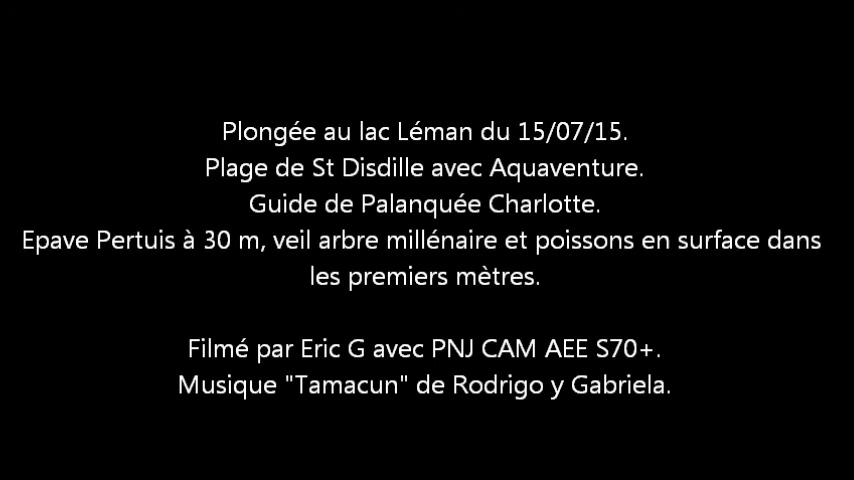 Plongée au lac Léman du 15/07/15.
Plage de St Disdille avec Aquaventure.
Guide de Palanquée Charlotte.
Epave Pertuis à 30 m, veil arbre millénaire et poissons en surface dans
les premiers mètres.
Filmé par Eric G avec PNJ CAM AEE S70+.
Musique "Tamacun" de Rodrigo y Gabriela.